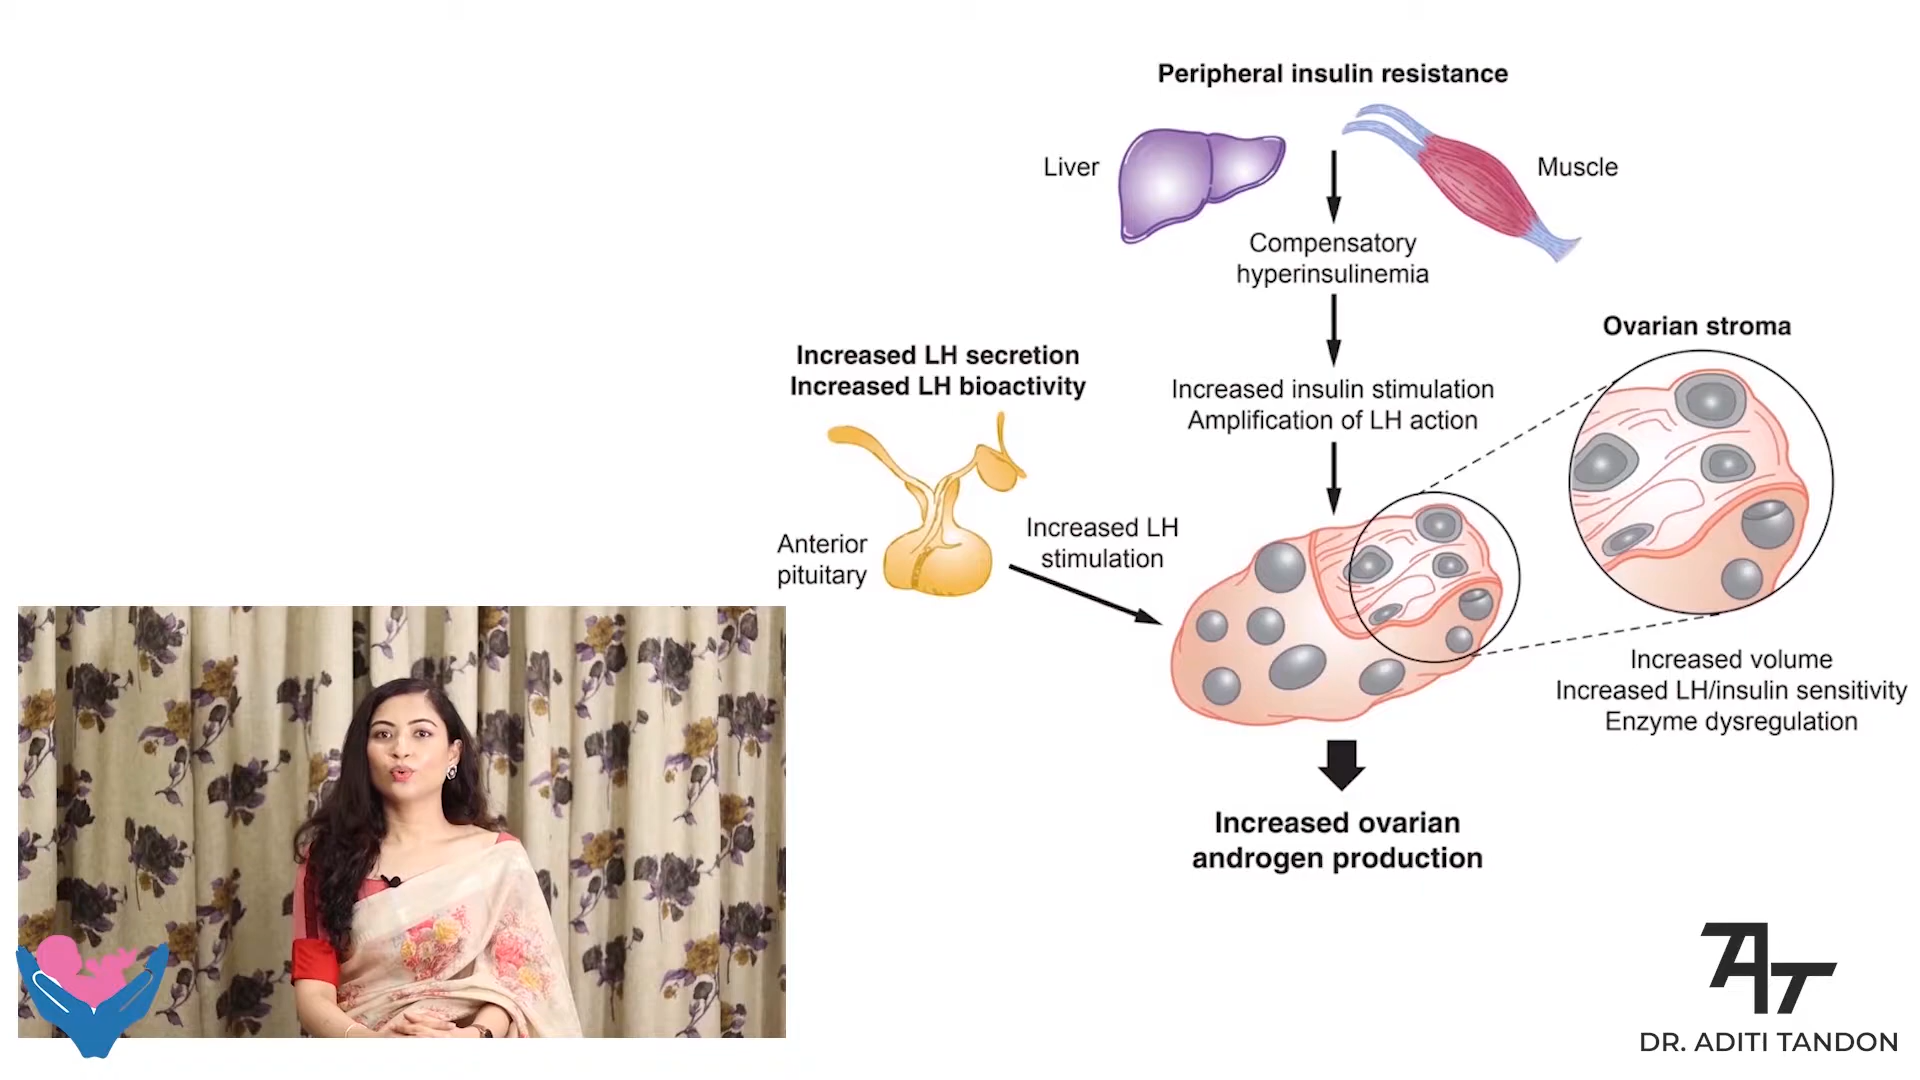 Peripheral insulin resistance
Liver
Muscle
Compensatory
hyperinsulinemia
Increased insulin stimulation
Amplification of LH action
Increased LH secretion
Increased LH bioactivity
Anterior
pituitary
Increased LH
stimulation
Ovarian stroma
Increased volume
Increased LH/insulin sensitivity
Enzyme dysregulation
Increased ovarian
androgen production
AT
DR. ADITI TANDON